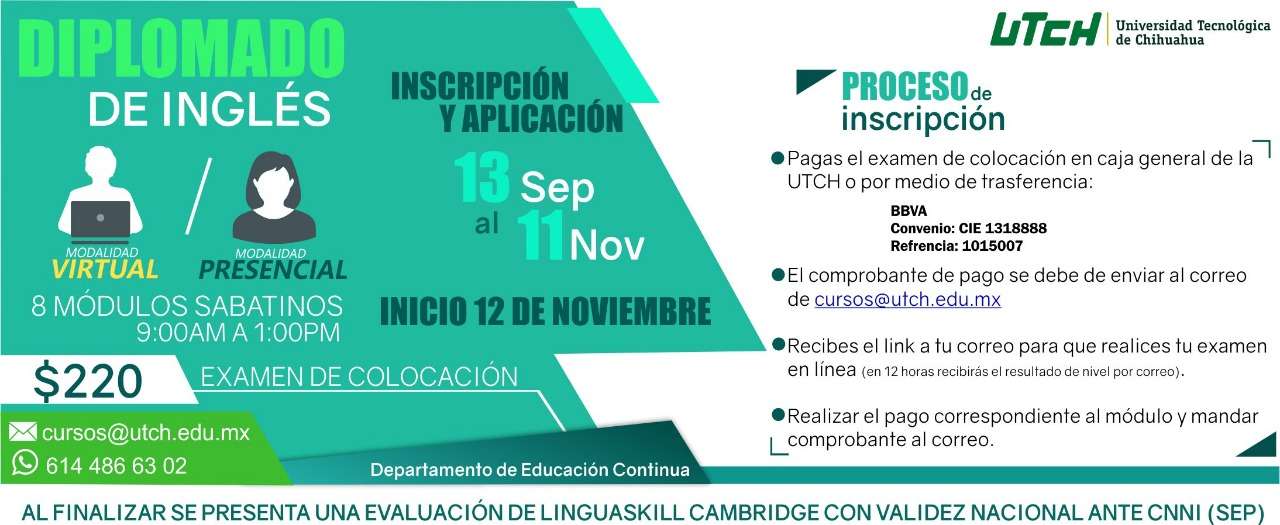 DIPLOMADO
DE INGLÉS
MODALIDAD
VIRTUAL
/
MODALIDAD
PRESENCIAL
8 MÓDULOS SABATINOS
9:00AM A 1:00PM
$220
EXAMEN DE COLOCACIÓN
cursos@utch.edu.mx
614 486 63 02
INSCRIPCIÓN
Y APLICACIÓN
13 Sep
al
11 Nov
INICIO 12 DE NOVIEMBRE
Departamento de Educación Continua
UTCH
Universidad Tecnológica
de Chihuahua
PROCESO de
inscripción
Pagas el examen de colocación en caja general de la
UTCH o por medio de trasferencia:
BBVA
Convenio: CIE 1318888
Refrencia: 1015007
El comprobante de pago se debe de enviar al correo
de cursos@utch.edu.mx
Recibes el link a tu correo para que realices tu examen
en línea (en 12 horas recibirás el resultado de nivel por correo).
Realizar el pago correspondiente al módulo y mandar
comprobante al correo.
AL FINALIZAR SE PRESENTA UNA EVALUACIÓN DE LINGUASKILL CAMBRIDGE CON VALIDEZ NACIONAL ANTE CNNI (SEP)